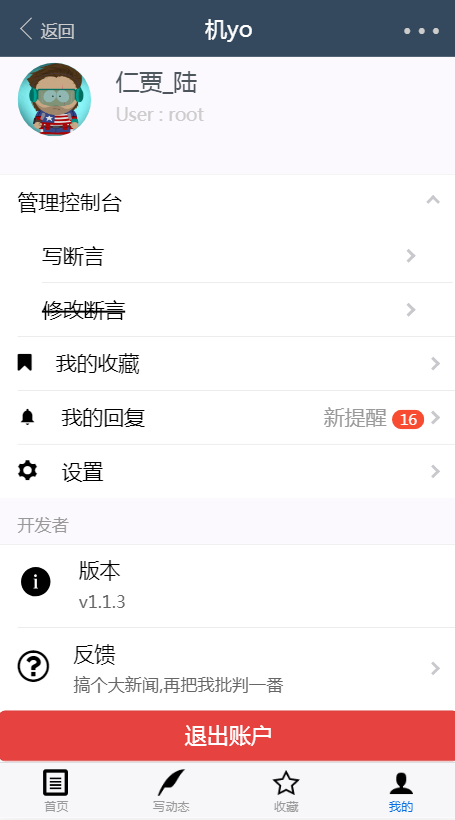 返回
机yo
仁贾_陆
User : root
管理控制台
写断言
修改断言
我的收藏
我的回复 新提醒 16
设置
开发者
版本
v1.1.3
反馈
搞个大新闻,再把我批判一番
退出账户
首页 写动态 收藏 我的